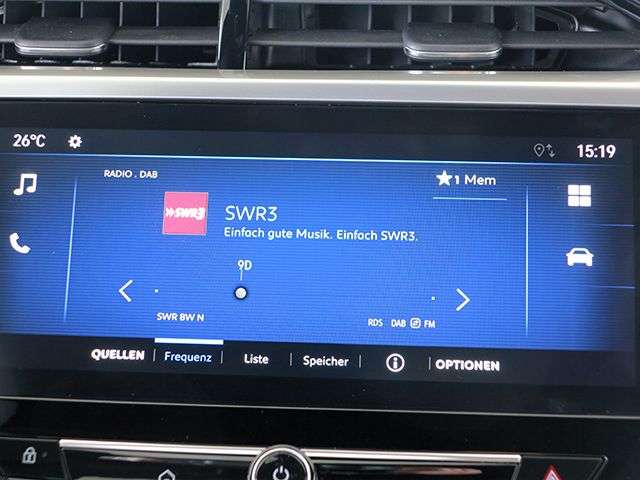 26°C
15:19
RADIO . DAB
★1 Mem
SWR3
SWR3
Einfach gute Musik. Einfach SWR3.
9D
SWR BW N
RDS DAB FM
QUELLEN Frequenz Liste Speicher OPTIONEN